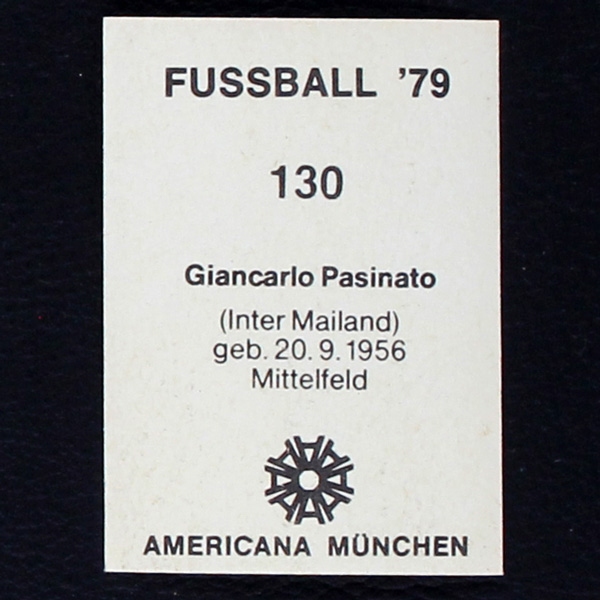 FUSSBALL '79
130
Giancarlo Pasinato
(Inter Mailand)
geb. 20. 9. 1956
Mittelfeld
AMERICANA MÜNCHEN